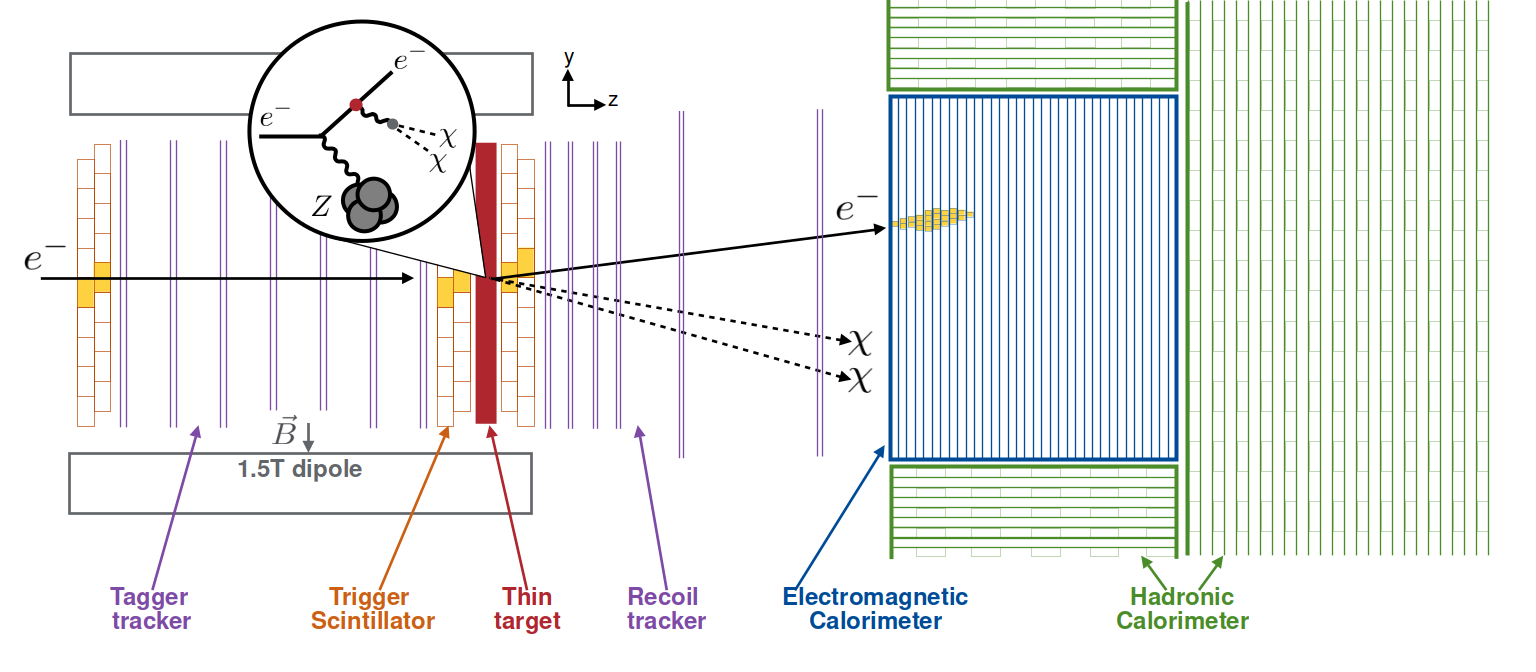 e⁻
e⁻
χ
χ
Z
y
z
e⁻
e⁻
χ
χ
B⃗
1.5T dipole
Tagger
tracker
Trigger
Scintillator
Thin
target
Recoil
tracker
Electromagnetic
Calorimeter
Hadronic
Calorimeter